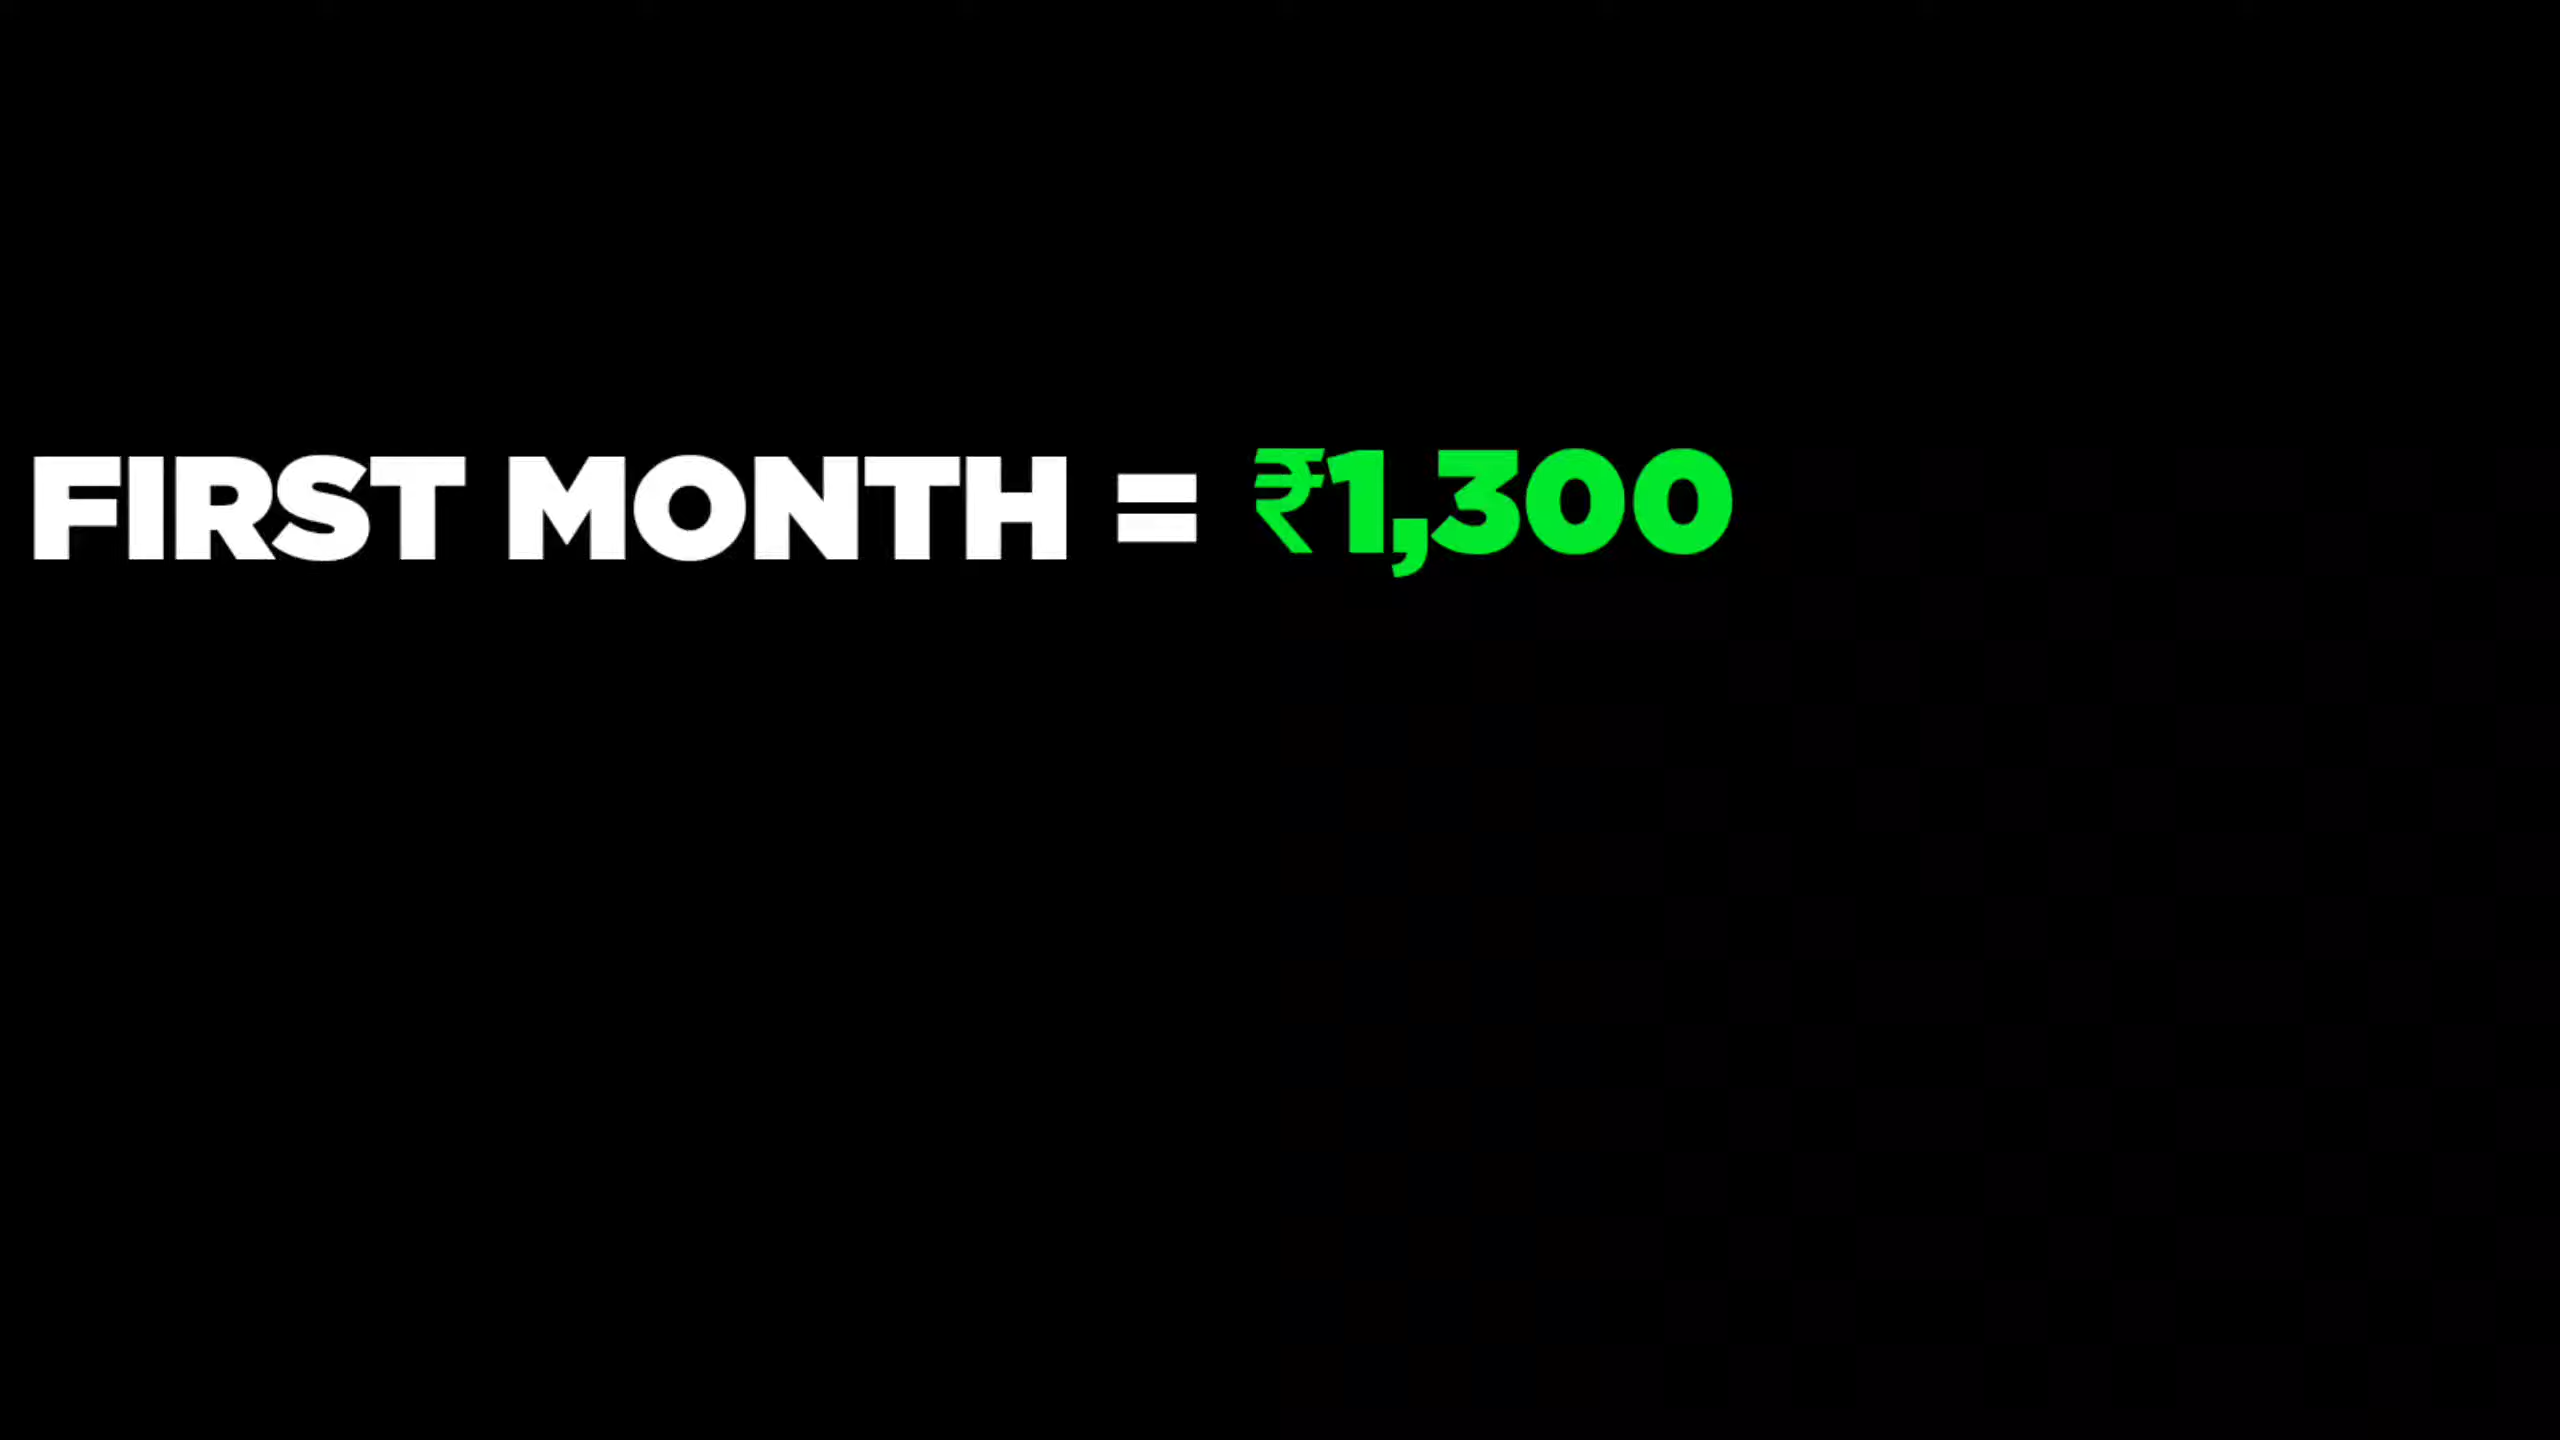 FIRST MONTH = ₹1,300